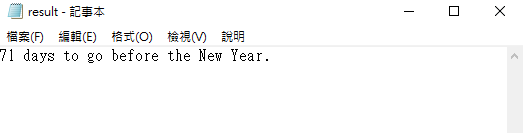 result - 記事本
檔案(F) 編輯(E) 格式(O) 檢視(V) 說明
71 days to go before the New Year.